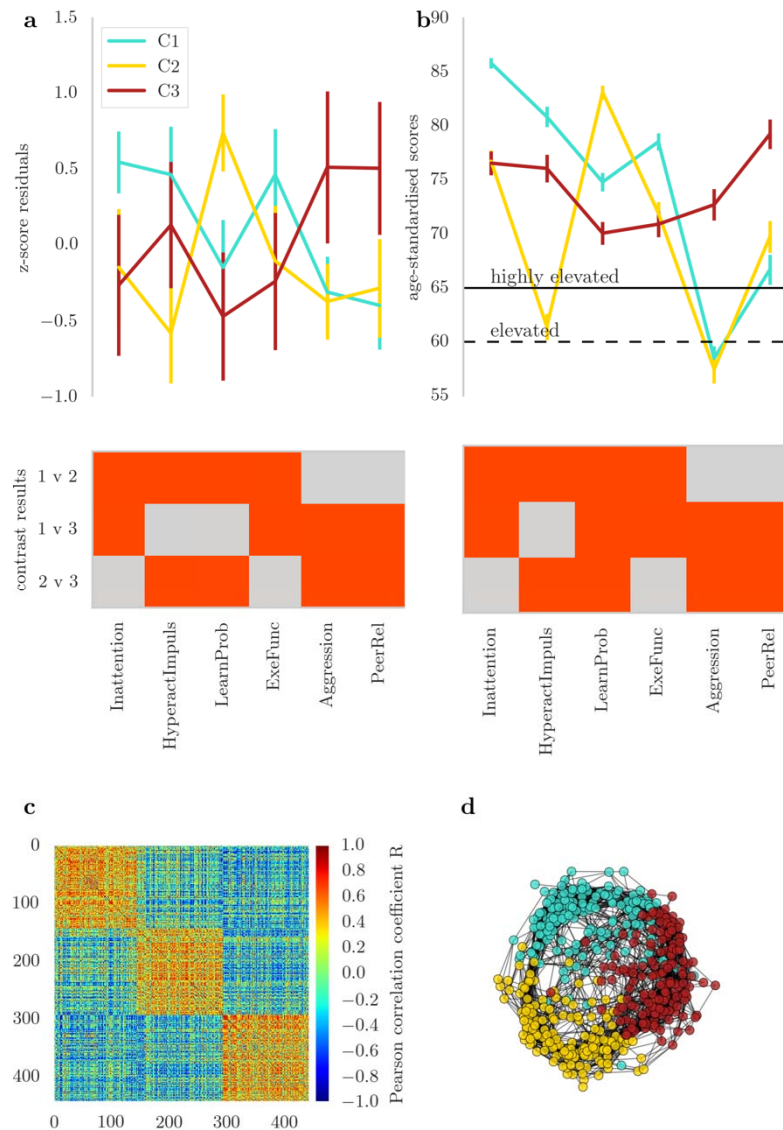 a
1.5
1.0
0.5
0.0
−0.5
−1.0
z-score residuals
C1
C2
C3
b
90
85
80
75
70
65
60
55
age-standardised scores
highly elevated
elevated
contrast results
1 v 2
1 v 3
2 v 3
Inattention
HyperactImpuls
LearnProb
ExeFunc
Aggression
PeerRel
Inattention
HyperactImpuls
LearnProb
ExeFunc
Aggression
PeerRel
c
0
100
200
300
400
0 100 200 300 400
1.0
0.8
0.6
0.4
0.2
0.0
−0.2
−0.4
−0.6
−0.8
−1.0
Pearson correlation coefficient R
d